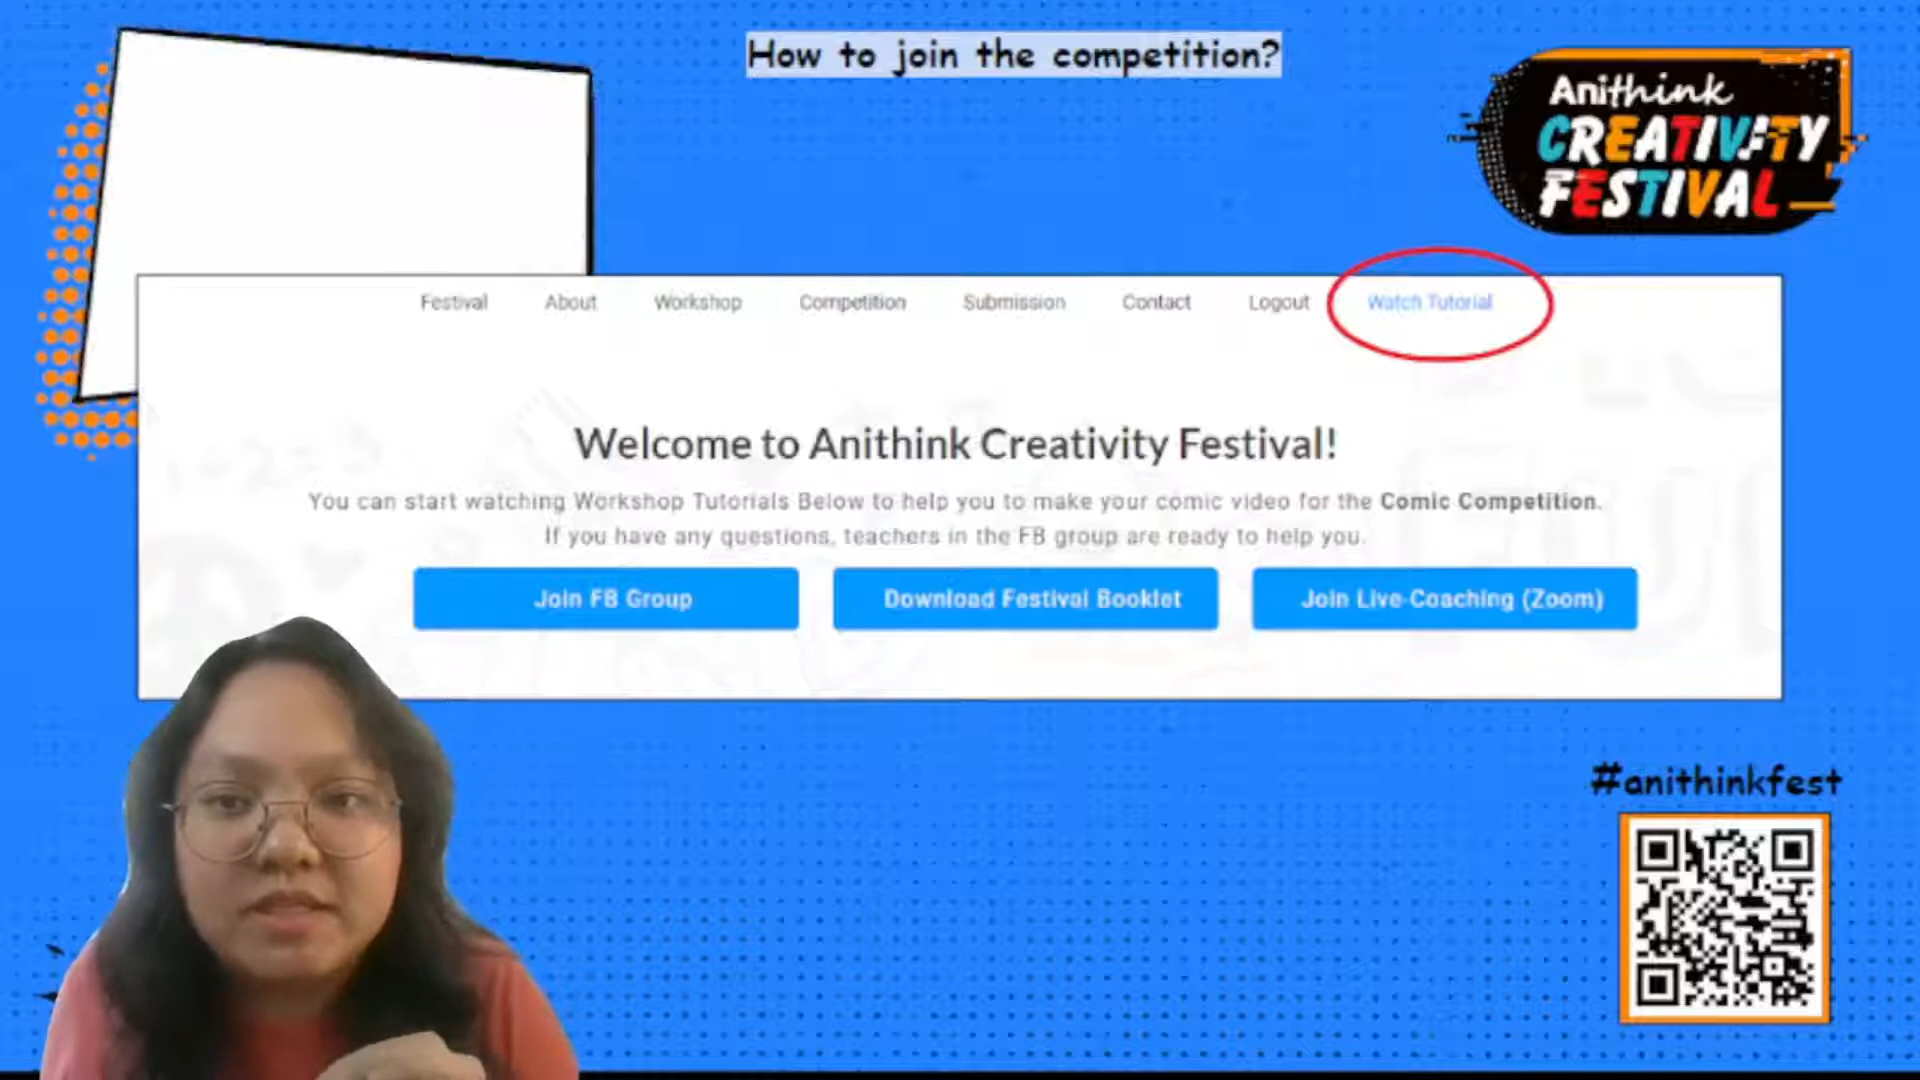 How to join the competition?
Anithink
CREATIVITY
FESTIVAL
Festival About Workshop Competition Submission Contact Logout Watch Tutorial
Welcome to Anithink Creativity Festival!
You can start watching Workshop Tutorials Below to help you to make your comic video for the Comic Competition.
If you have any questions, teachers in the FB group are ready to help you.
Join FB Group Download Festival Booklet Join Live-Coaching (Zoom)
#anithinkfest